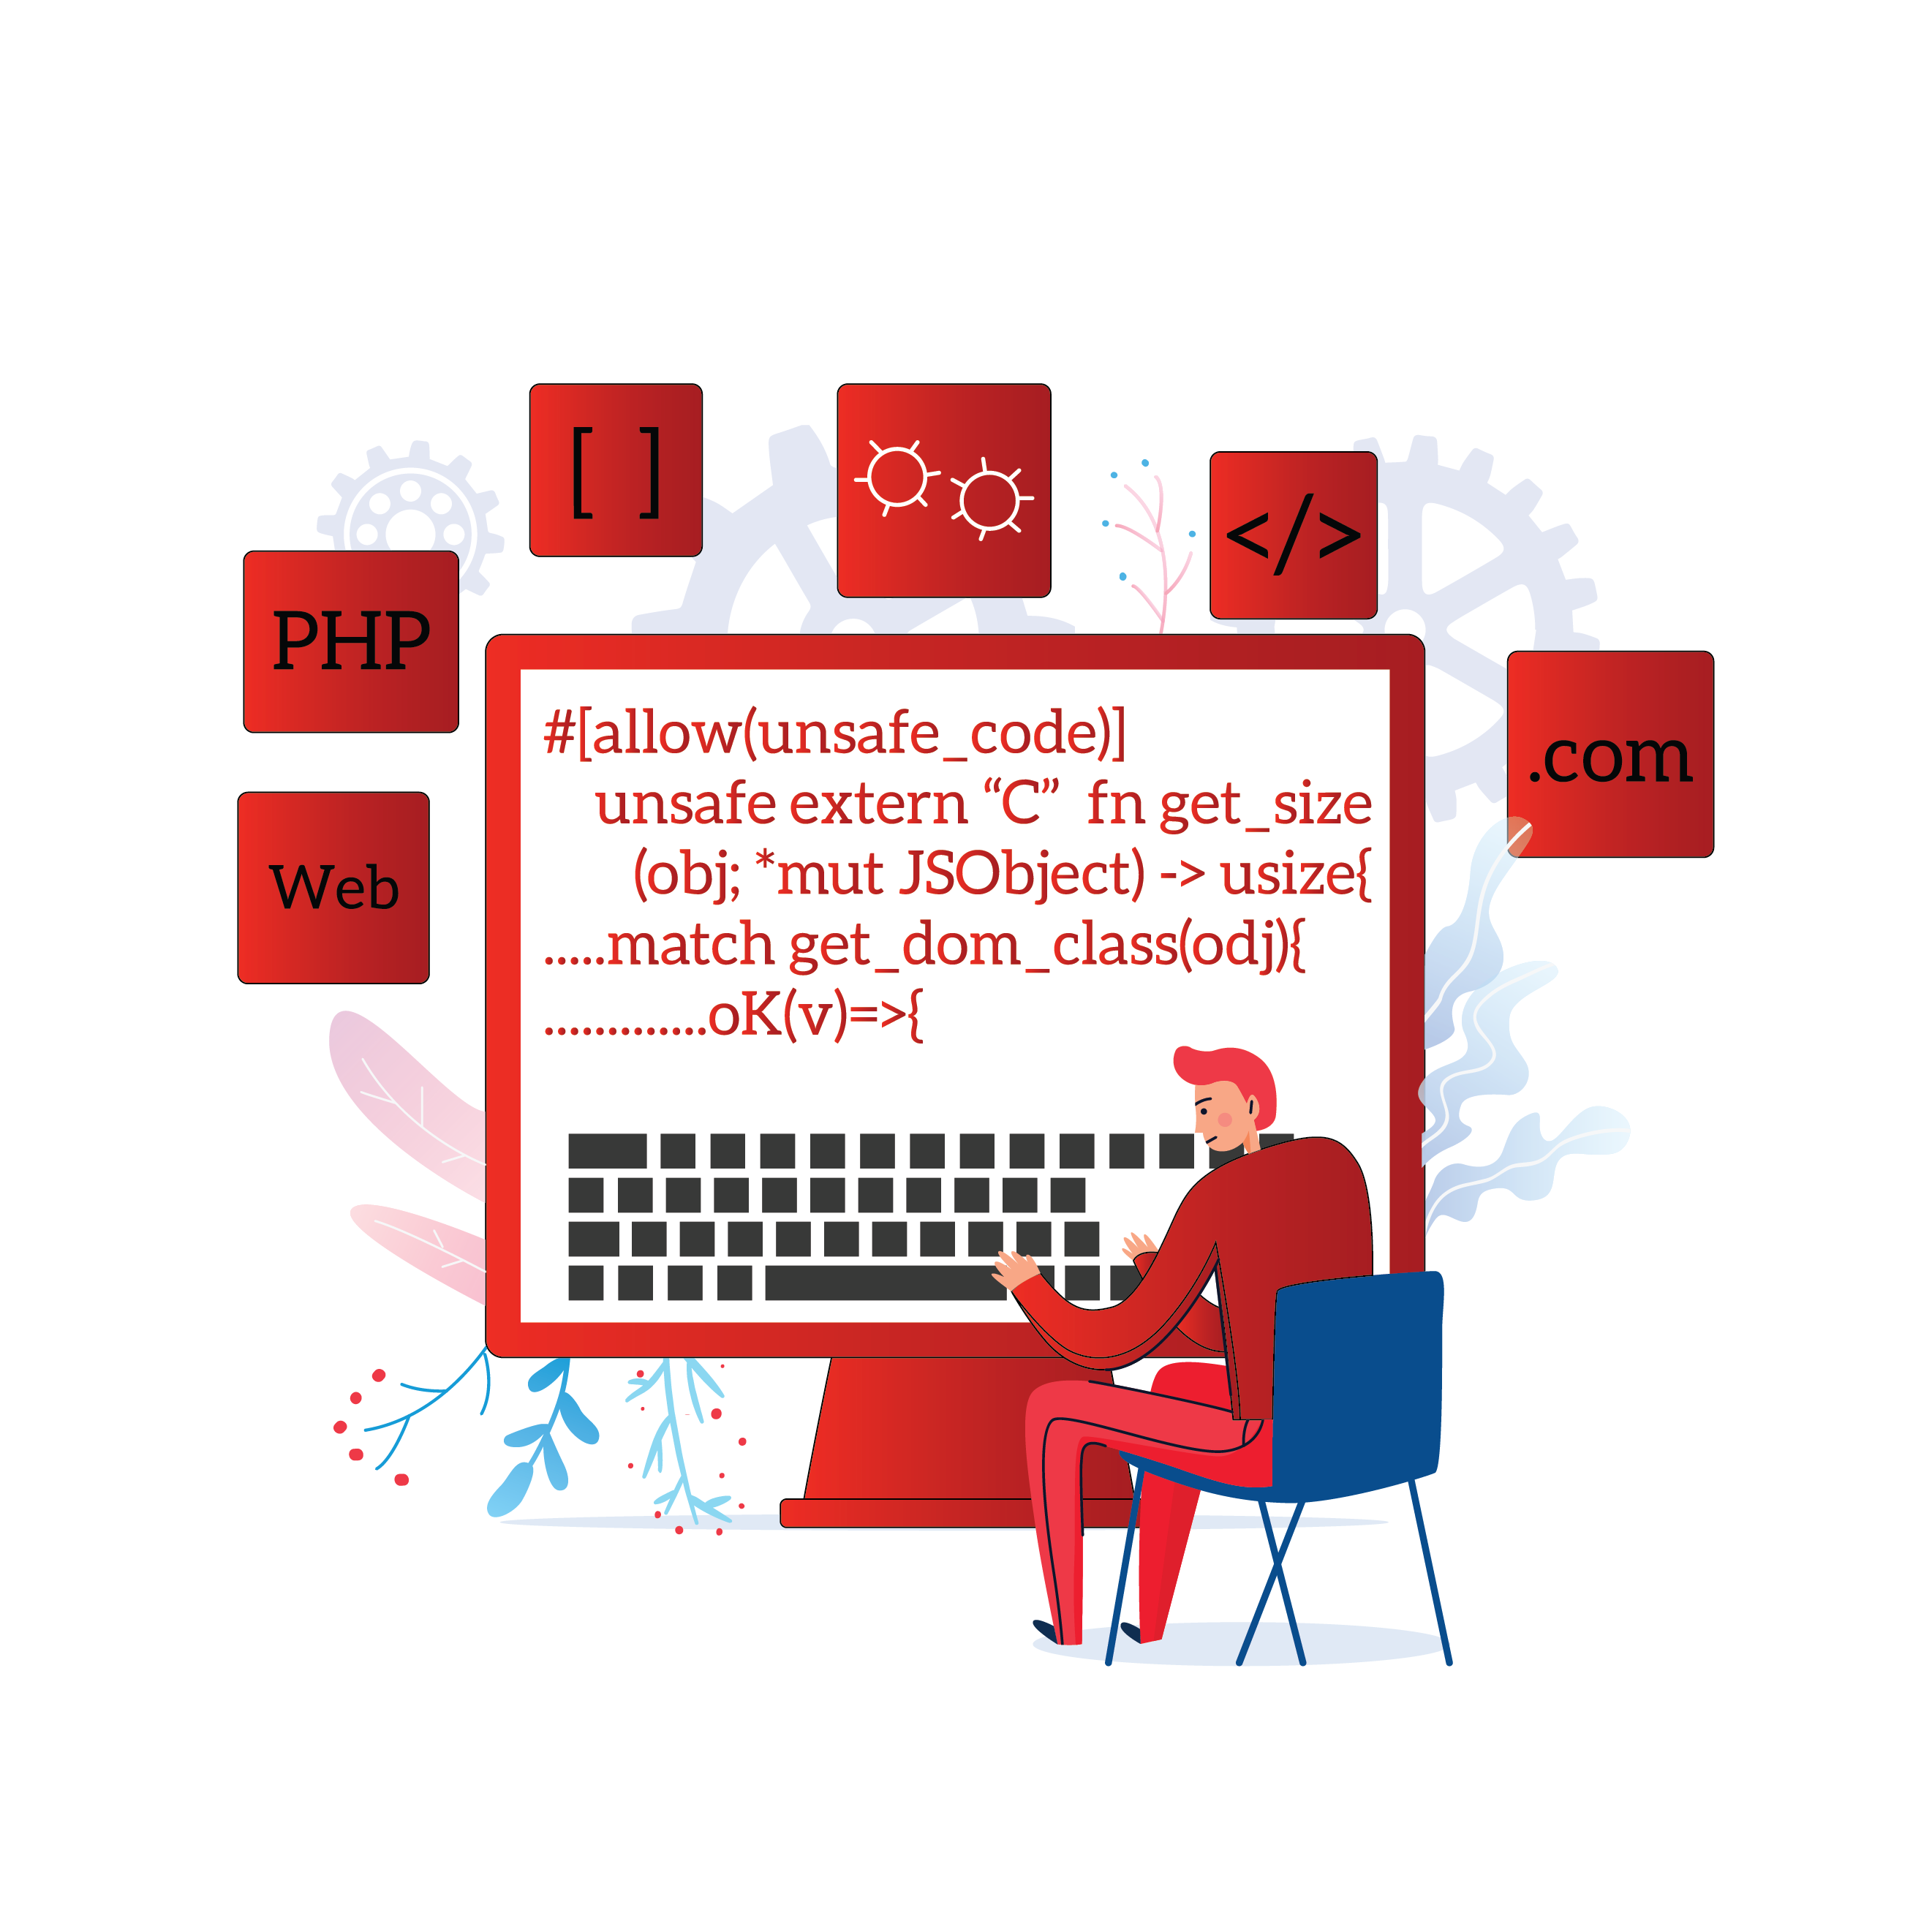 [ ]
</>
PHP
.com
Web
#[allow(unsafe_code)]
unsafe extern “C” fn get_size
(obj; *mut JSObject) -> usize{
.....match get_dom_class(odj){
.............oK(v)=>{